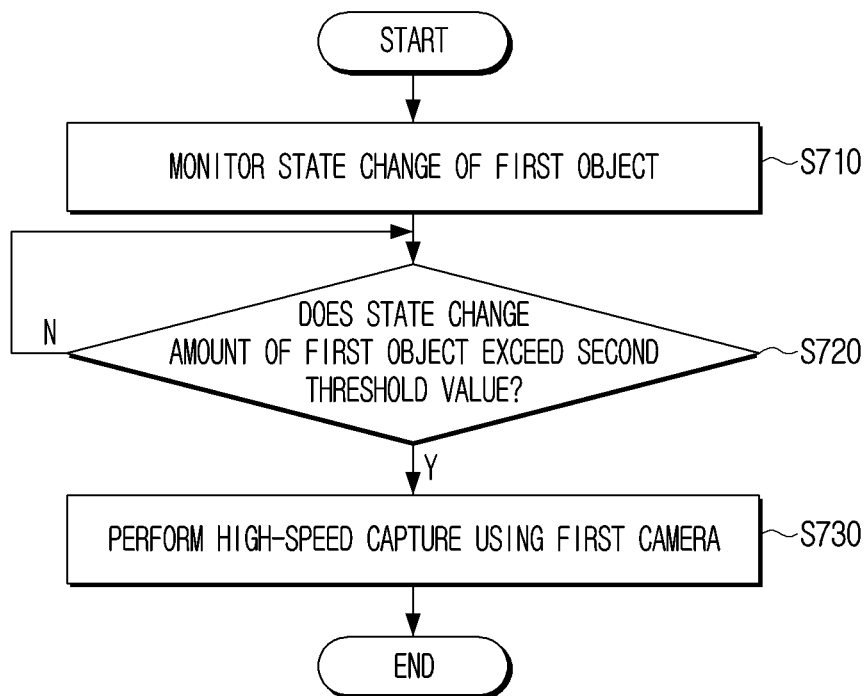 START
MONITOR STATE CHANGE OF FIRST OBJECT
S710
DOES STATE CHANGE
AMOUNT OF FIRST OBJECT EXCEED SECOND
THRESHOLD VALUE?
N
S720
Y
PERFORM HIGH-SPEED CAPTURE USING FIRST CAMERA
S730
END